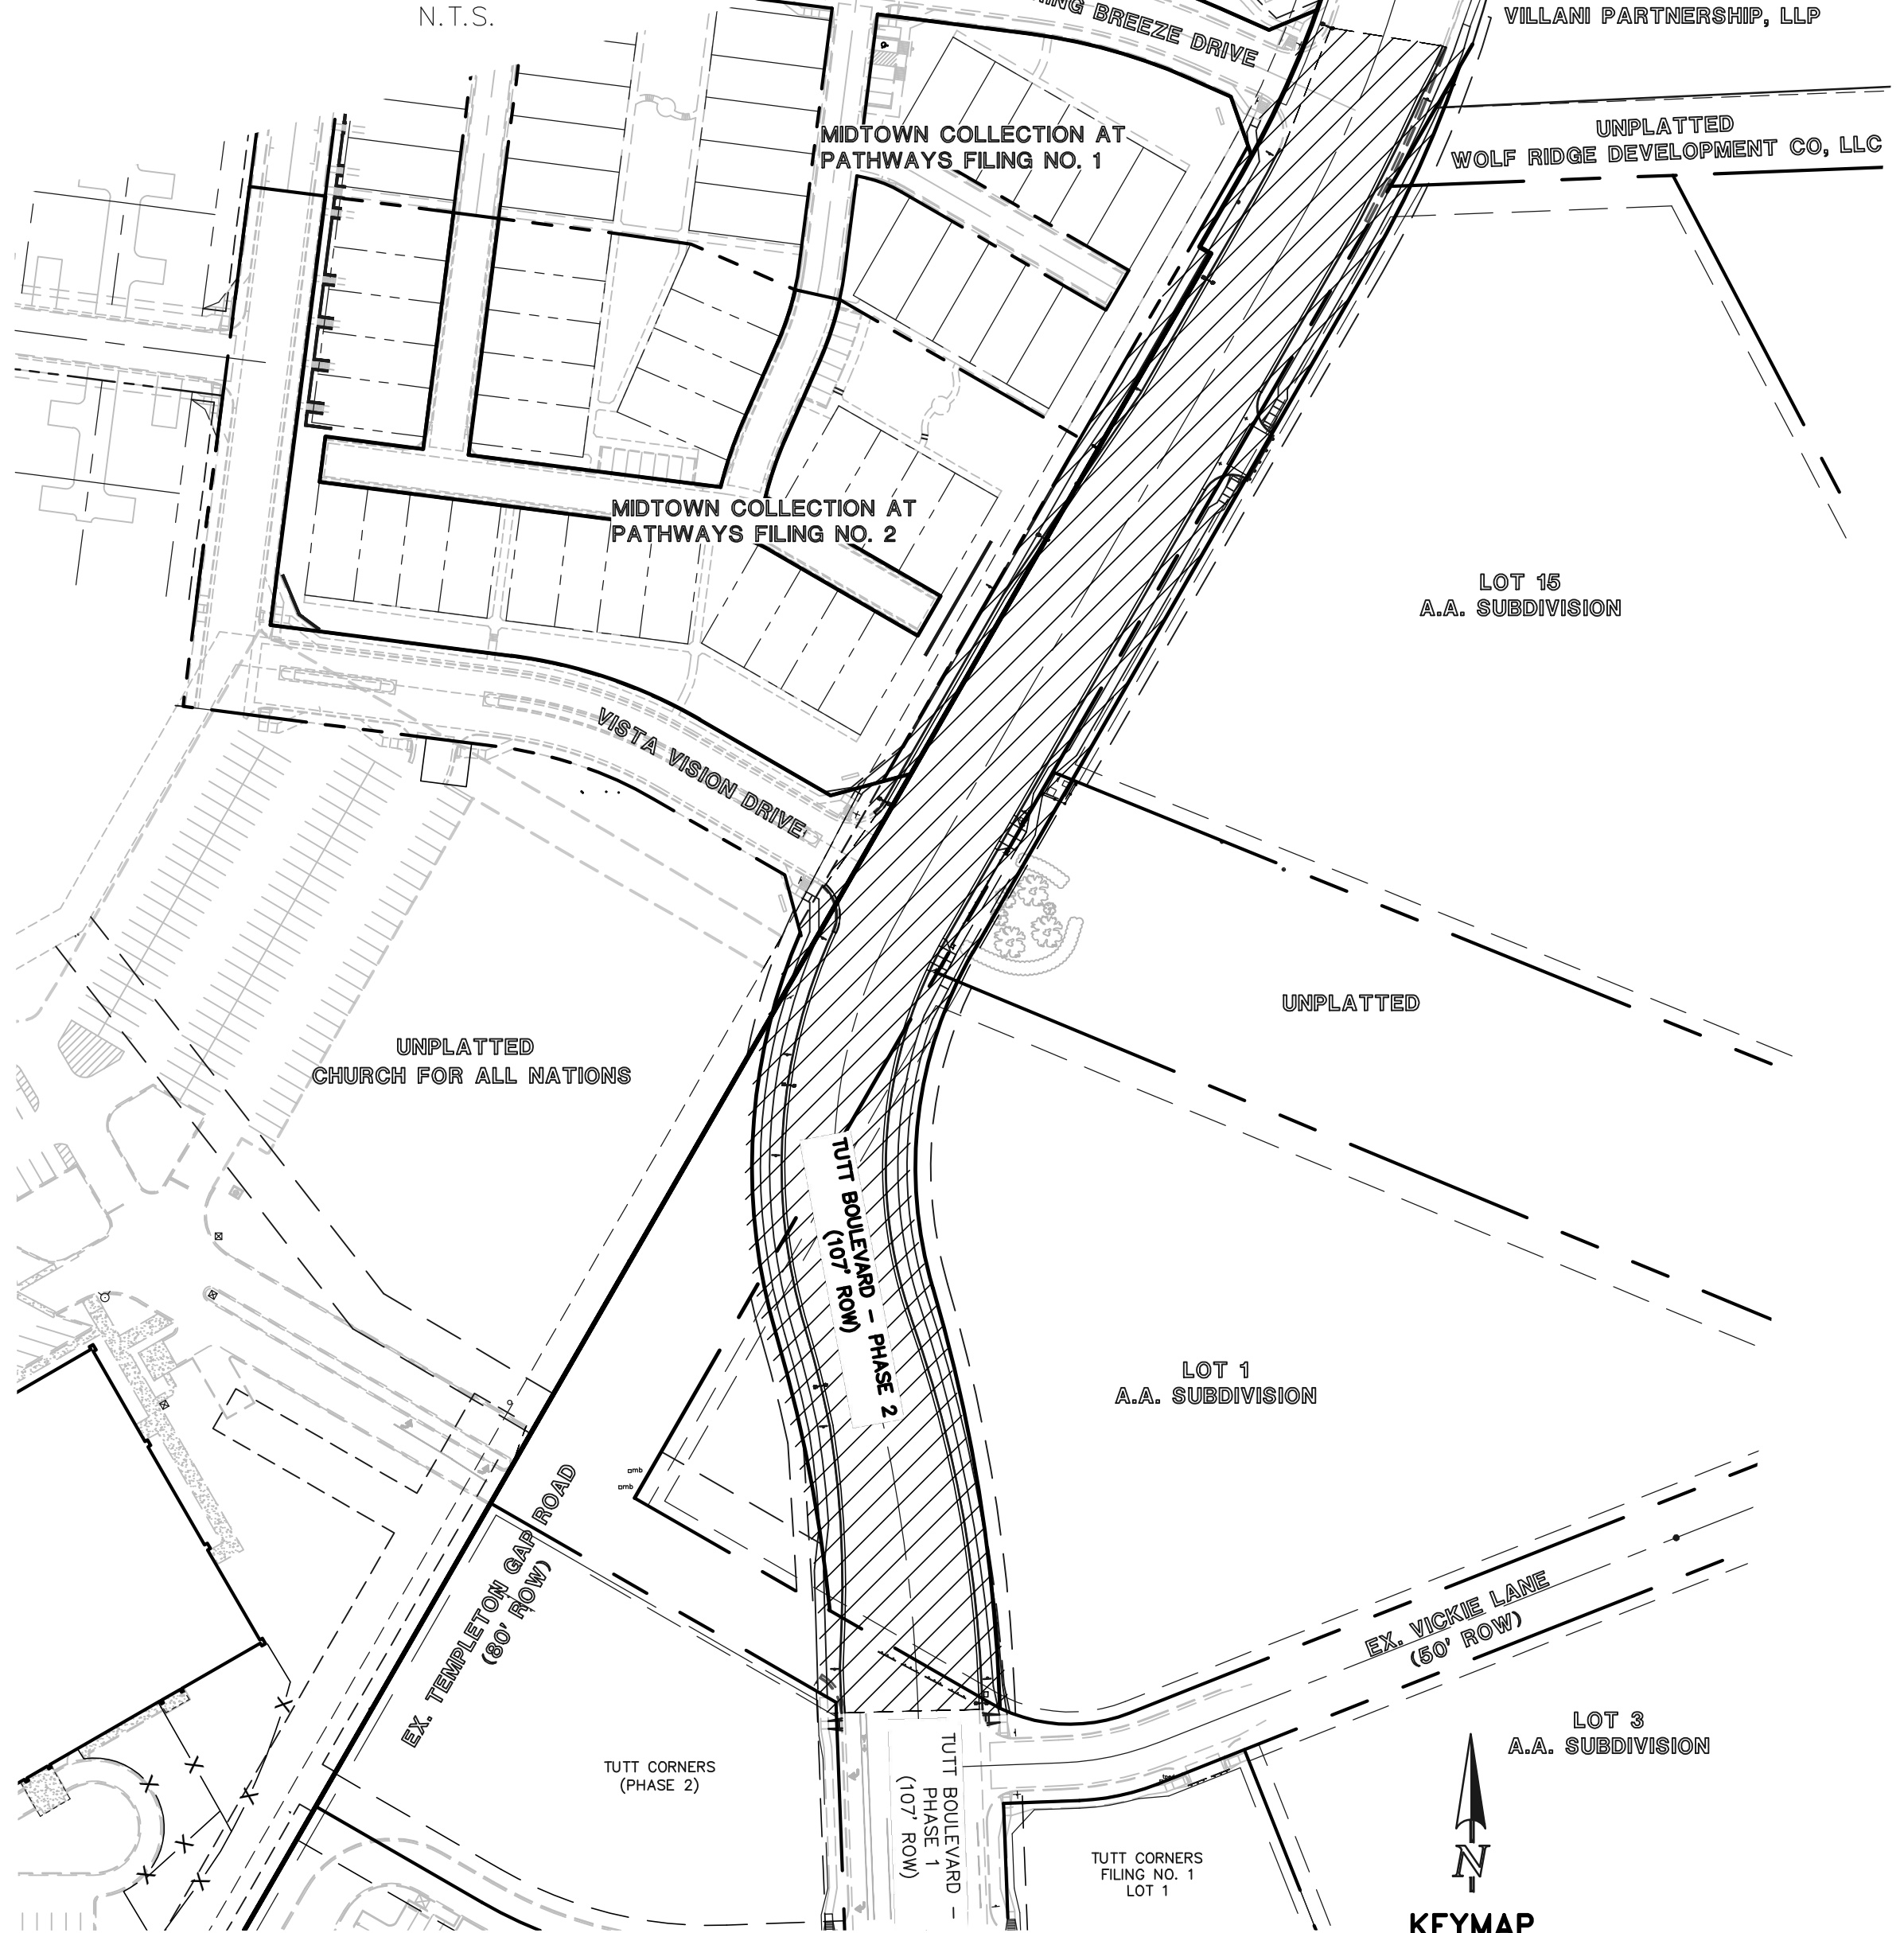 N.T.S.
BREEZE DRIVE
VILLANI PARTNERSHIP, LLP
UNPLATTED
WOLF RIDGE DEVELOPMENT CO, LLC
MIDTOWN COLLECTION AT
PATHWAYS FILING NO. 1
MIDTOWN COLLECTION AT
PATHWAYS FILING NO. 2
LOT 15
A.A. SUBDIVISION
VISTA VISION DRIVE
UNPLATTED
UNPLATTED
CHURCH FOR ALL NATIONS
TUTT BOULEVARD - PHASE 2
(107' ROW)
LOT 1
A.A. SUBDIVISION
EX. TEMPLETON GAP ROAD
(80' ROW)
EX. VICKIE LANE
(50' ROW)
LOT 3
A.A. SUBDIVISION
TUTT CORNERS
(PHASE 2)
TUTT BOULEVARD -
PHASE 1
(107' ROW)
TUTT CORNERS
FILING NO. 1
LOT 1
N
KEYMAP